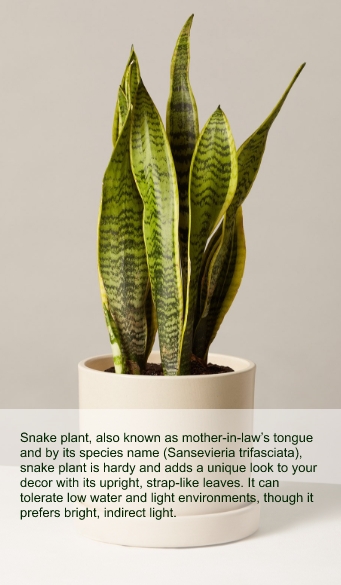 Snake plant, also known as mother-in-law's tongue
and by its species name (Sansevieria trifasciata),
snake plant is hardy and adds a unique look to your
decor with its upright, strap-like leaves. It can
tolerate low water and light environments, though it
prefers bright, indirect light.